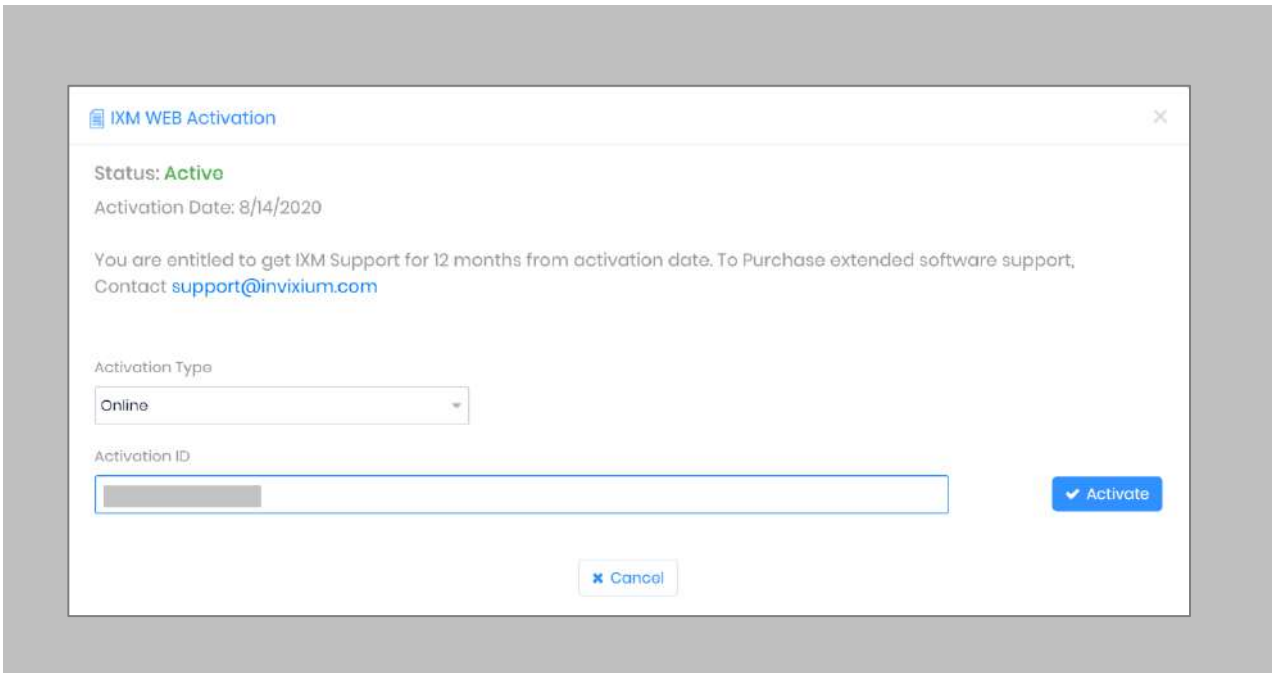 IXM WEB Activation
Status: Active
Activation Date: 8/14/2020
You are entitled to get IXM Support for 12 months from activation date. To Purchase extended software support,
Contact support@invixium.com
Activation Type
Online
Activation ID
Activate
Cancel